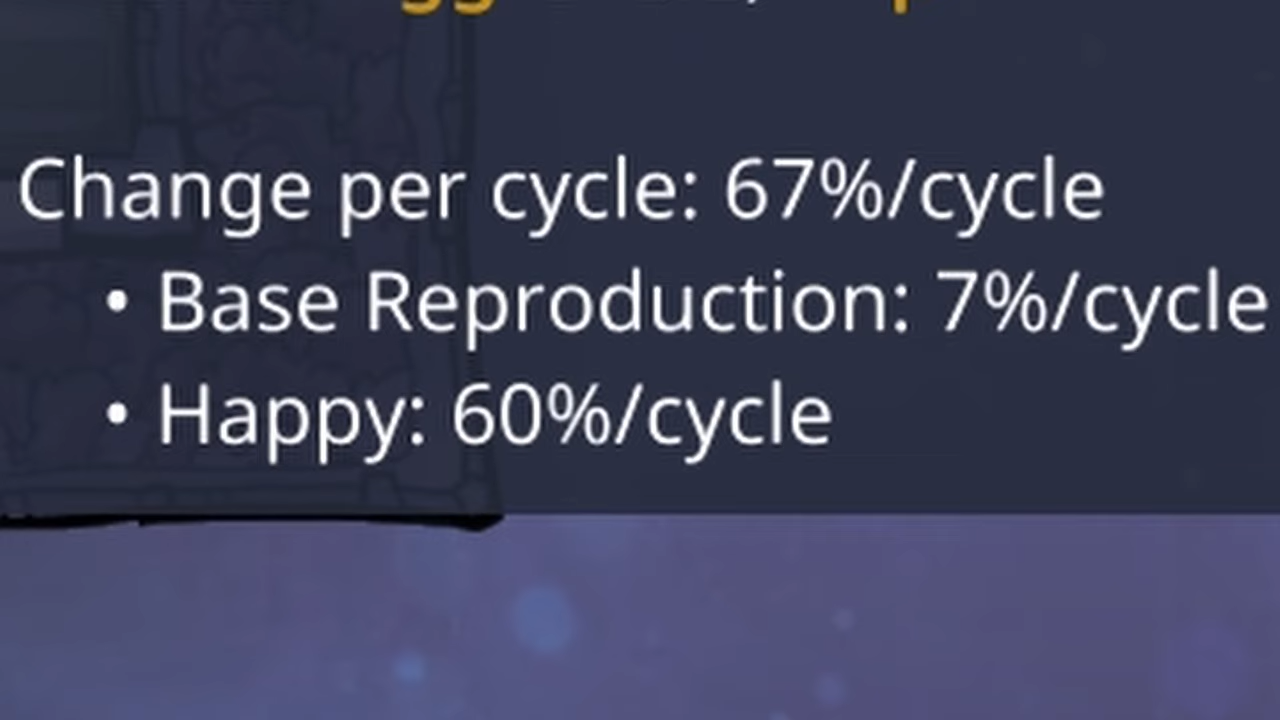 Change per cycle: 67%/cycle
• Base Reproduction: 7%/cycle
• Happy: 60%/cycle